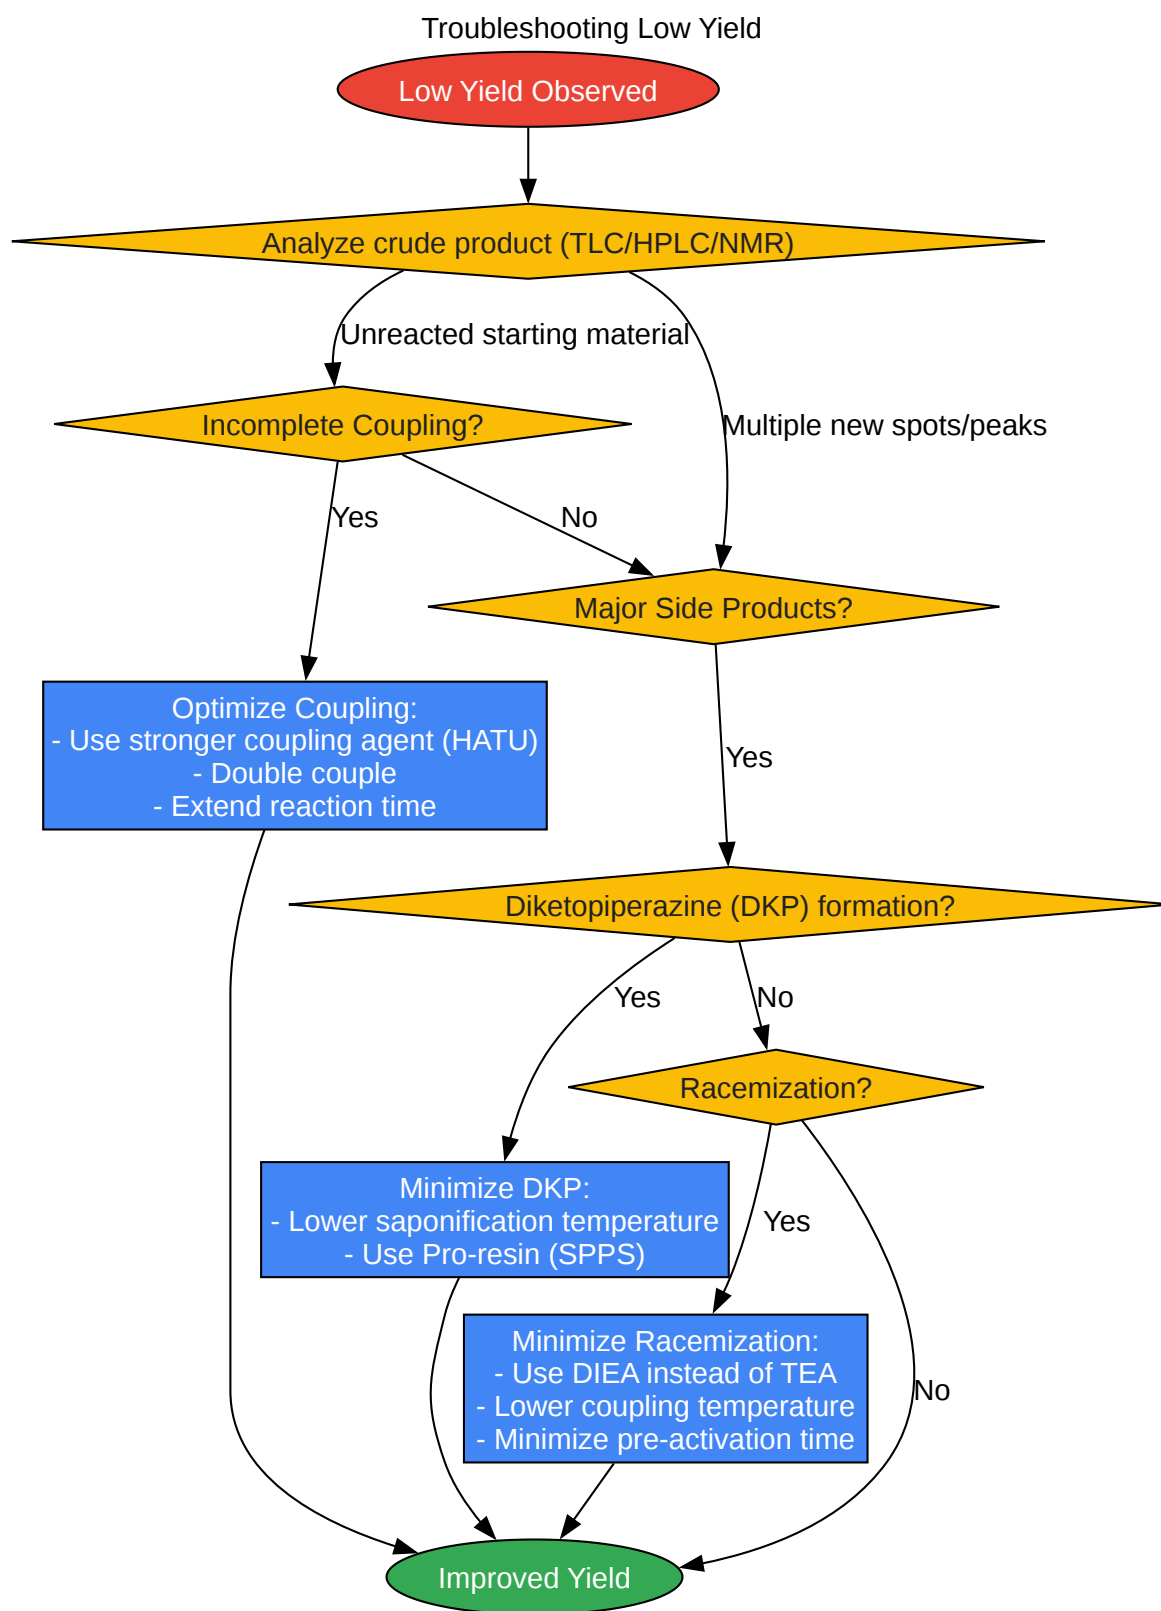 Troubleshooting Low Yield
Low Yield Observed
Analyze crude product (TLC/HPLC/NMR)
Unreacted starting material
Multiple new spots/peaks
Incomplete Coupling?
Yes
No
Major Side Products?
Optimize Coupling:
- Use stronger coupling agent (HATU)
- Double couple
- Extend reaction time
Yes
Diketopiperazine (DKP) formation?
Yes
No
Racemization?
Minimize DKP:
- Lower saponification temperature
- Use Pro-resin (SPPS)
Yes
Minimize Racemization:
- Use DIEA instead of TEA
- Lower coupling temperature
- Minimize pre-activation time
No
Improved Yield